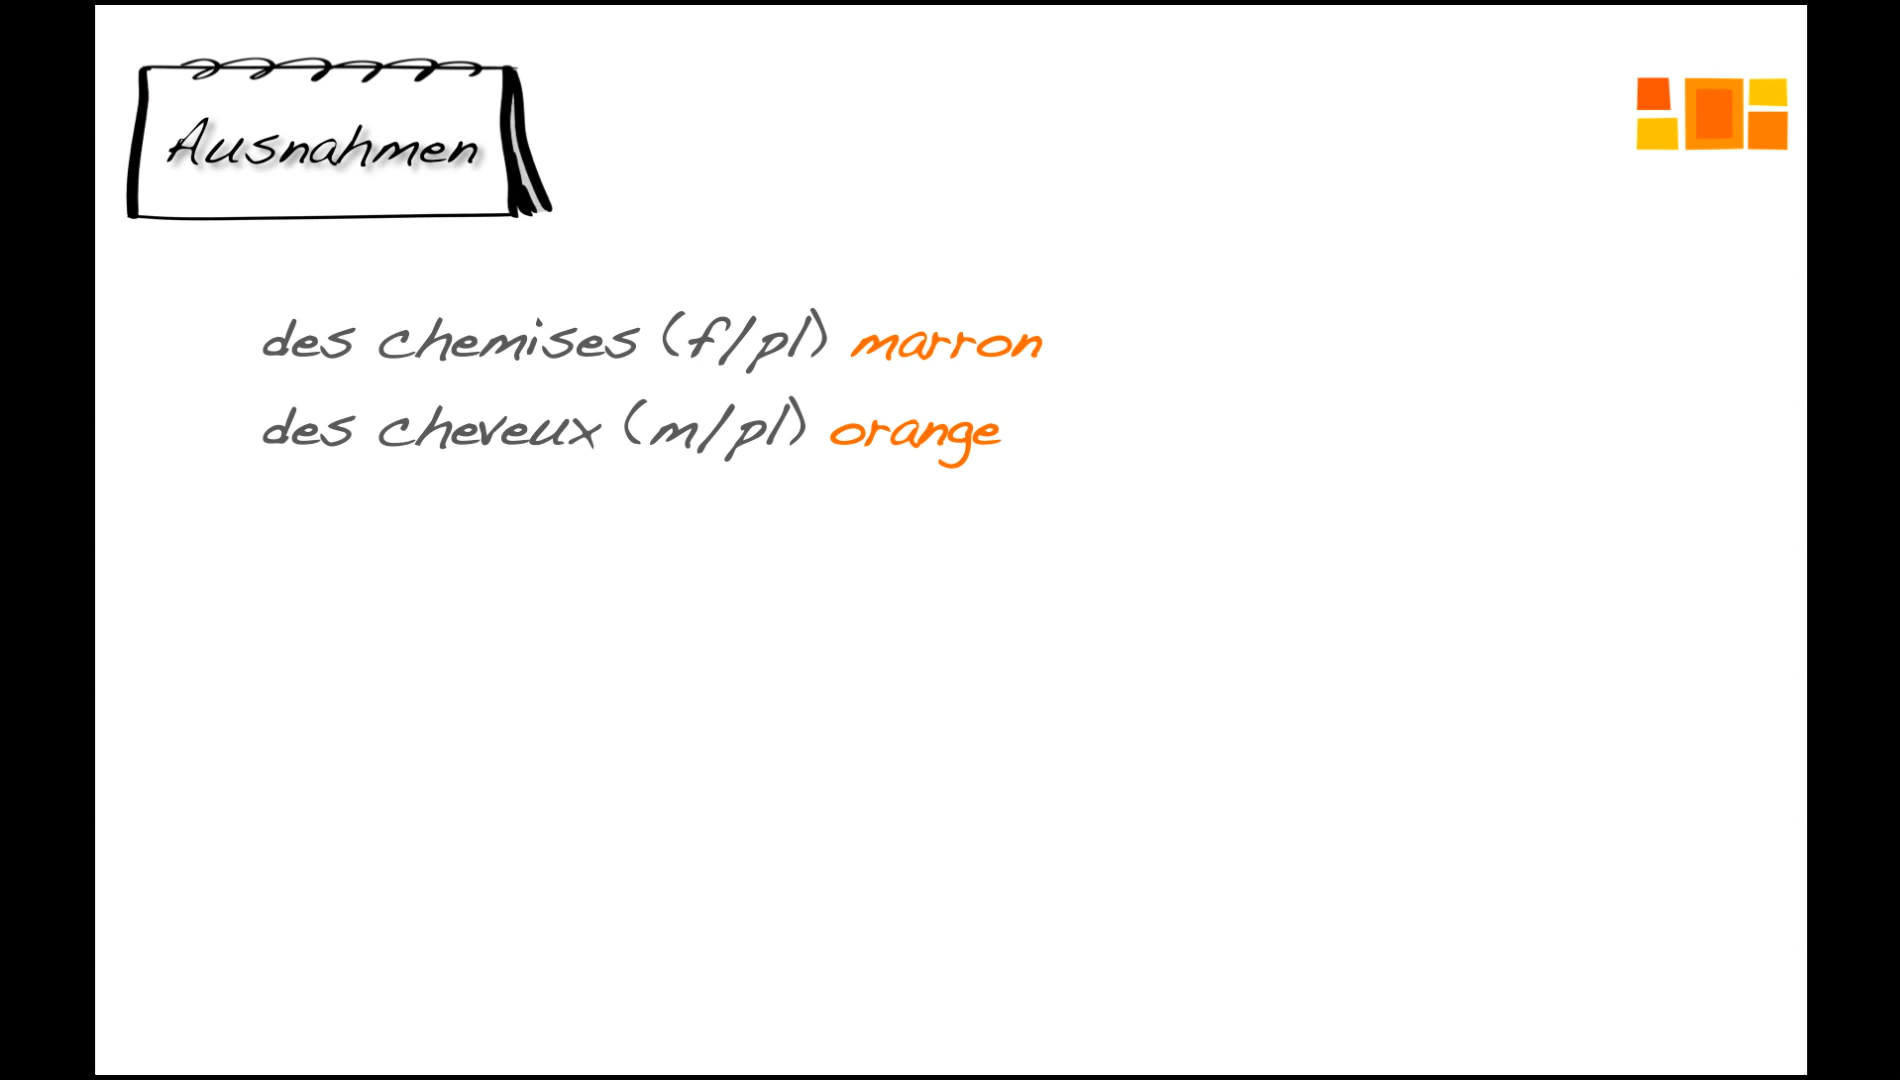 Ausnahmen
des chemises (f/pl) marron
des cheveux (m/pl) orange